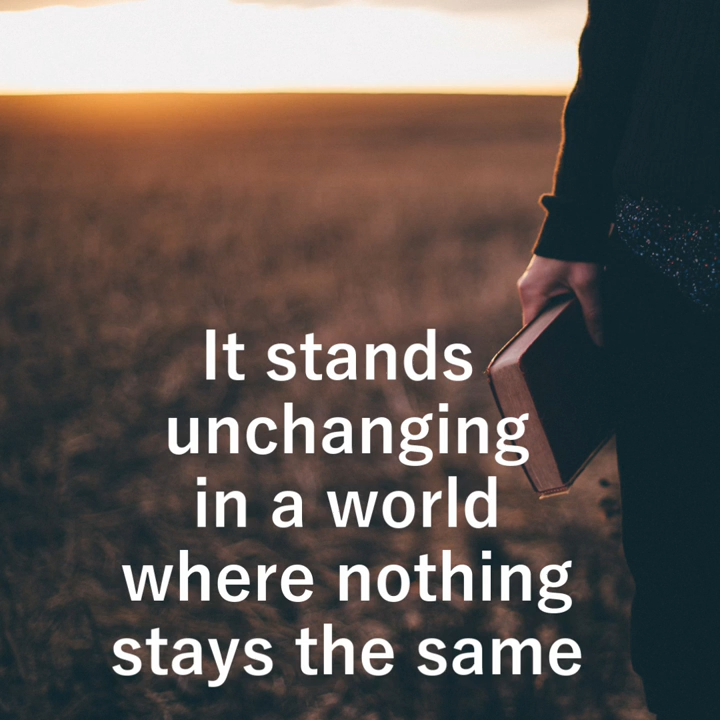 It stands
unchanging
in a world
where nothing
stays the same